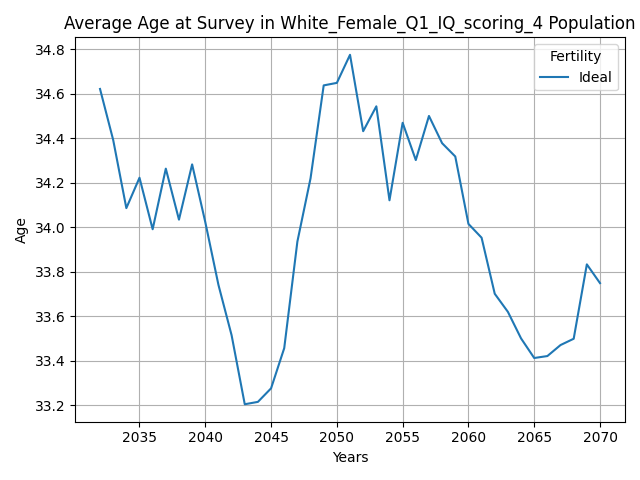 Average Age at Survey in White_Female_Q1_IQ_scoring_4 Population
Fertility
Ideal
34.8
34.6
34.4
34.2
34.0
33.8
33.6
33.4
33.2
Age
2035 2040 2045 2050 2055 2060 2065 2070
Years